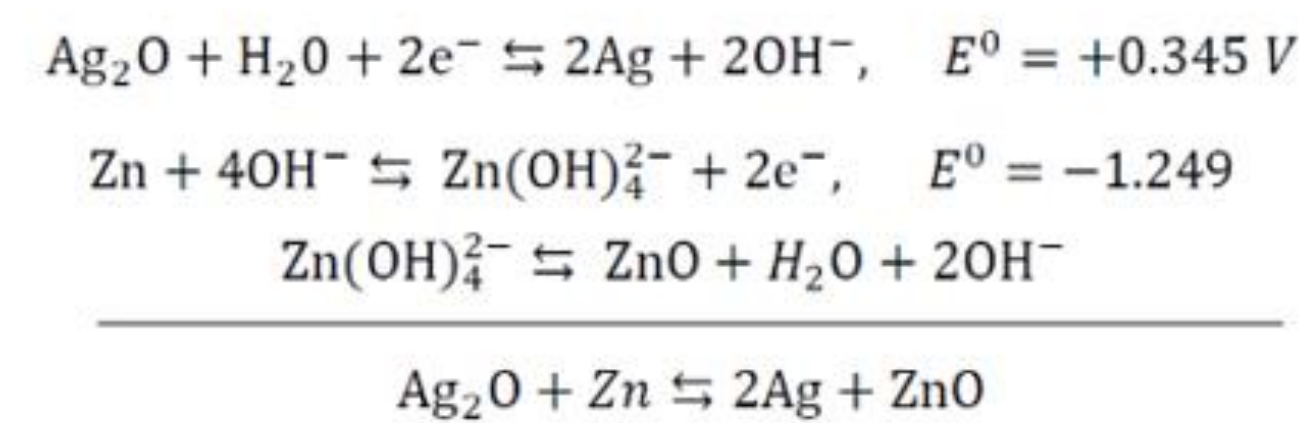 Ag₂O + H₂0 + 2e⁻ ⇆ 2Ag + 2OH⁻, E⁰ = +0.345 V
Zn + 4OH⁻ ⇆ Zn(OH)₄²⁻ + 2e⁻, E⁰ = −1.249
Zn(OH)₄²⁻ ⇆ ZnO + H₂O + 2OH⁻
Ag₂O + Zn ⇆ 2Ag + ZnO